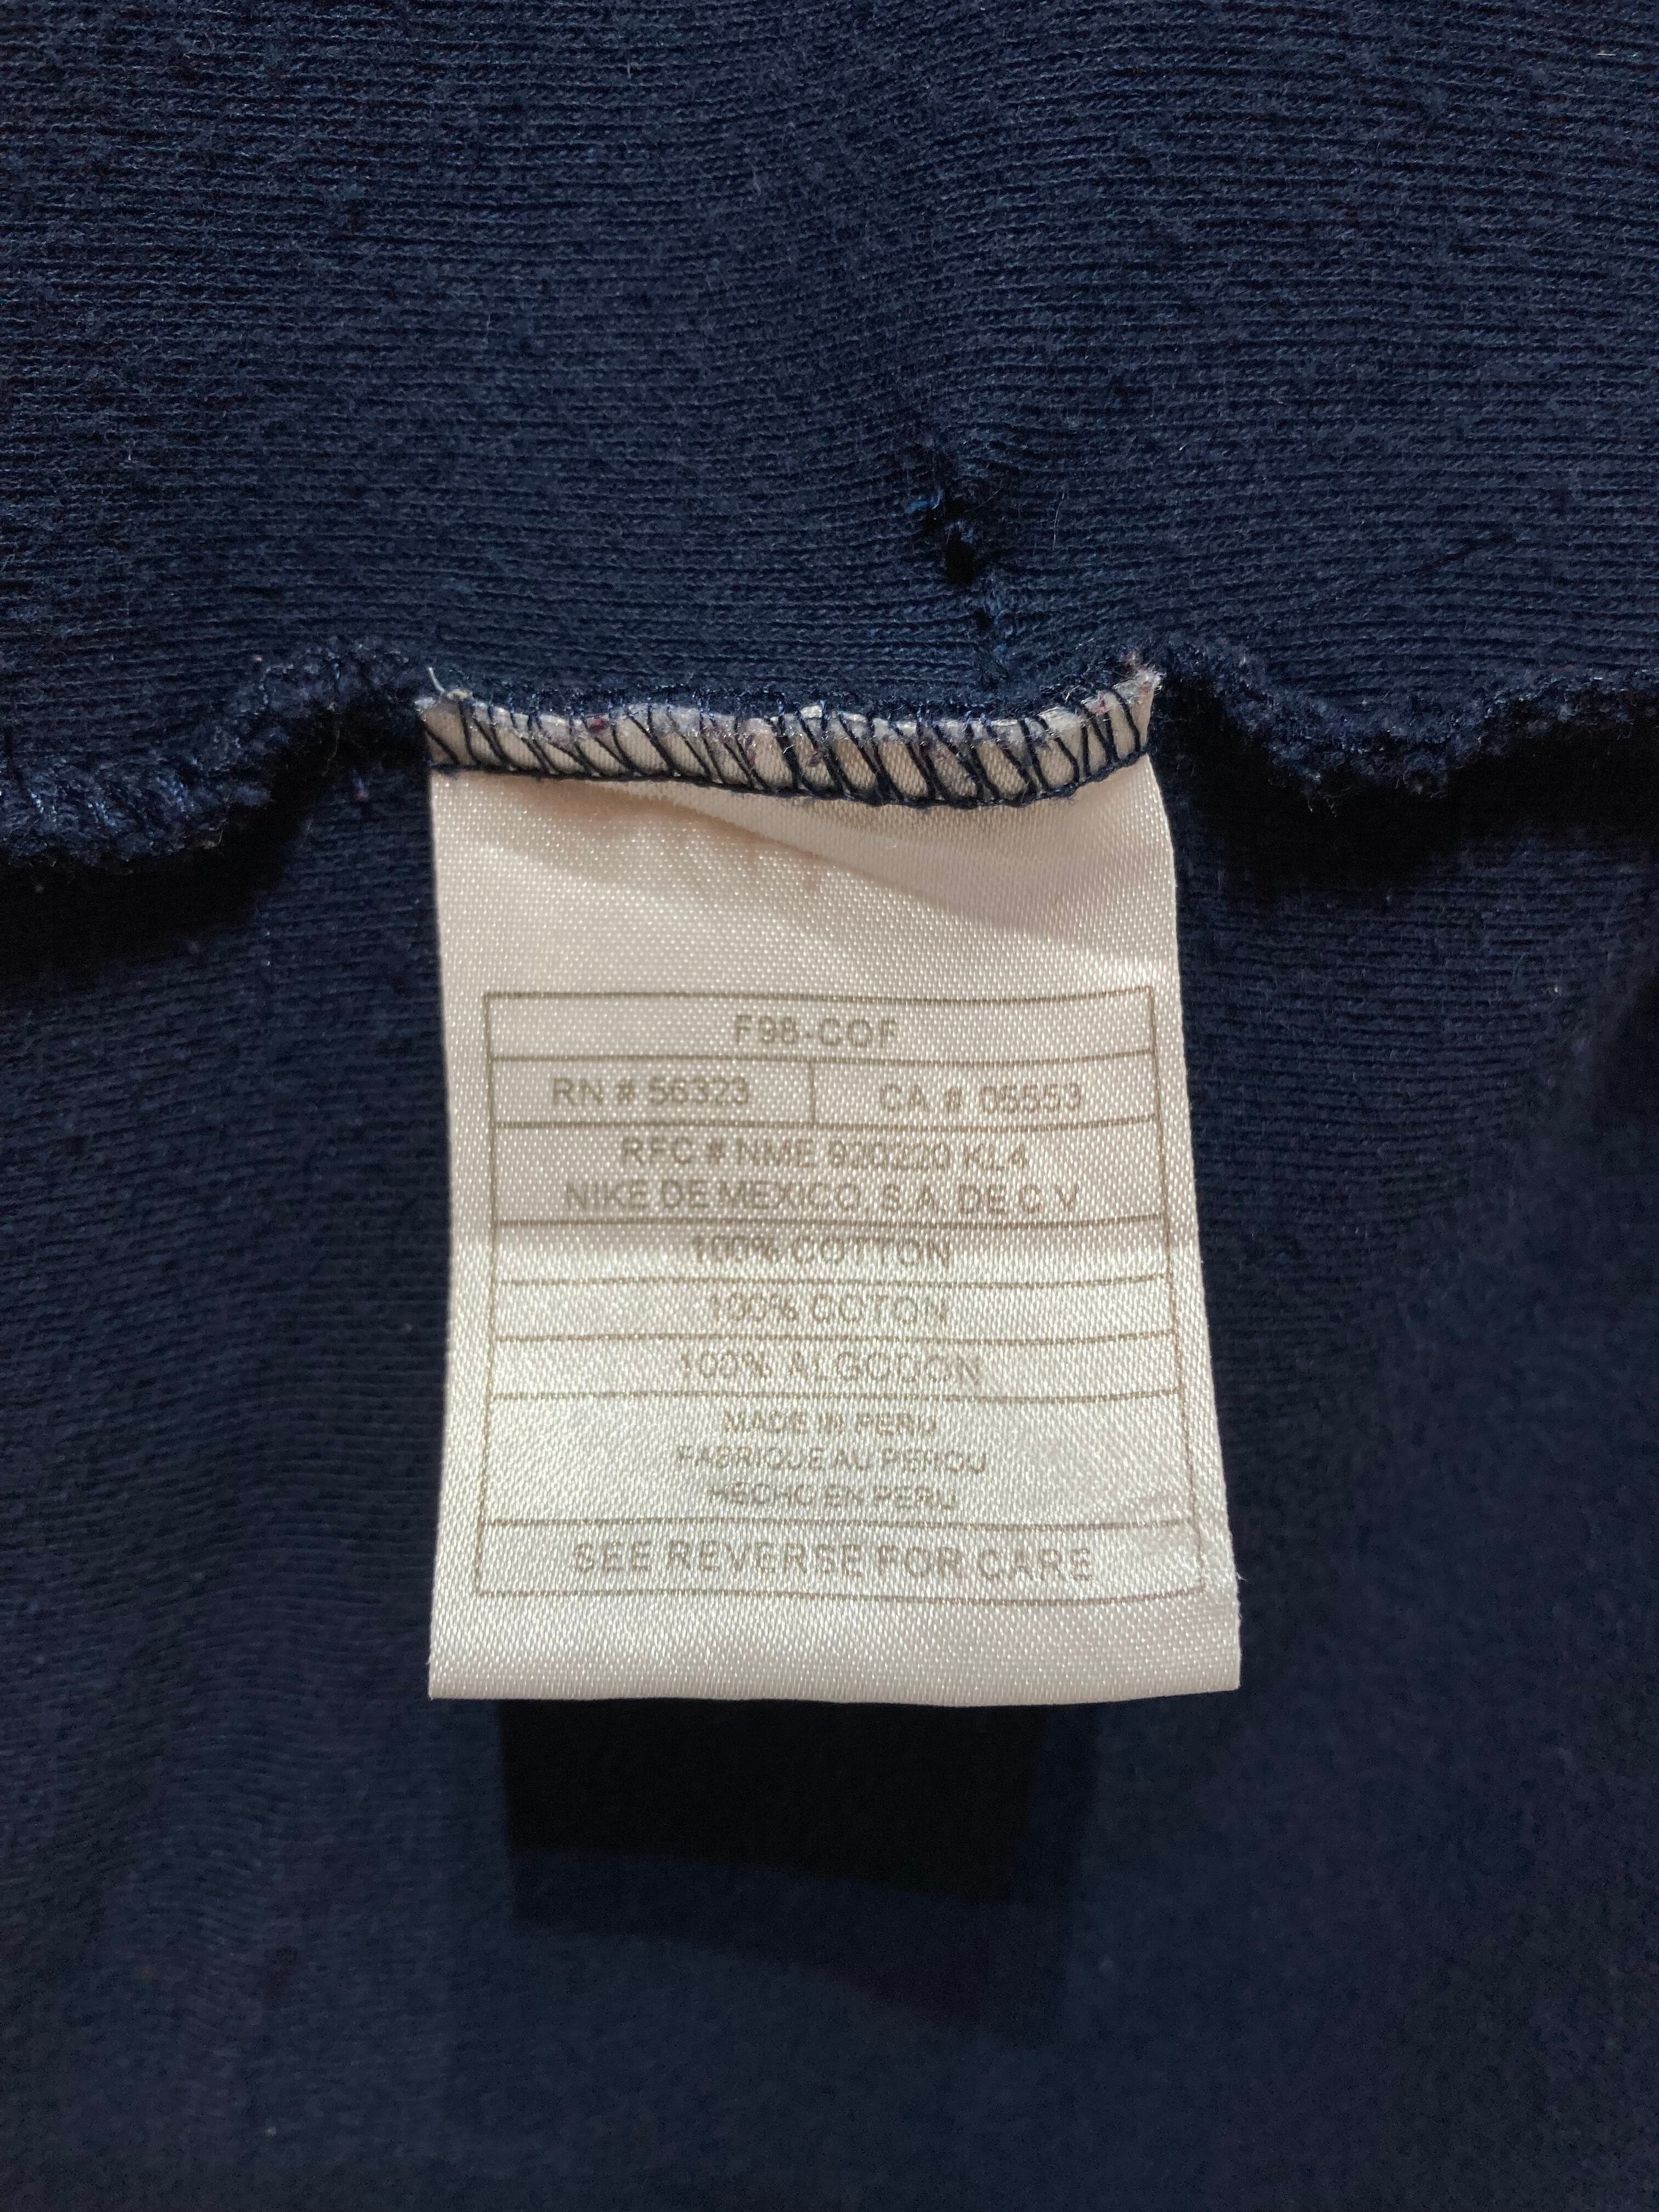 F98-COF
RN # 56323 CA # 05553
RFC # NME 920220 KL4
NIKE DE MEXICO, S.A. DE C.V
100% COTTON
100% COTON
100% ALGODON
MADE IN PERU
FABRIQUE AU PEROU
HECHO EN PERU
SEE REVERSE FOR CARE